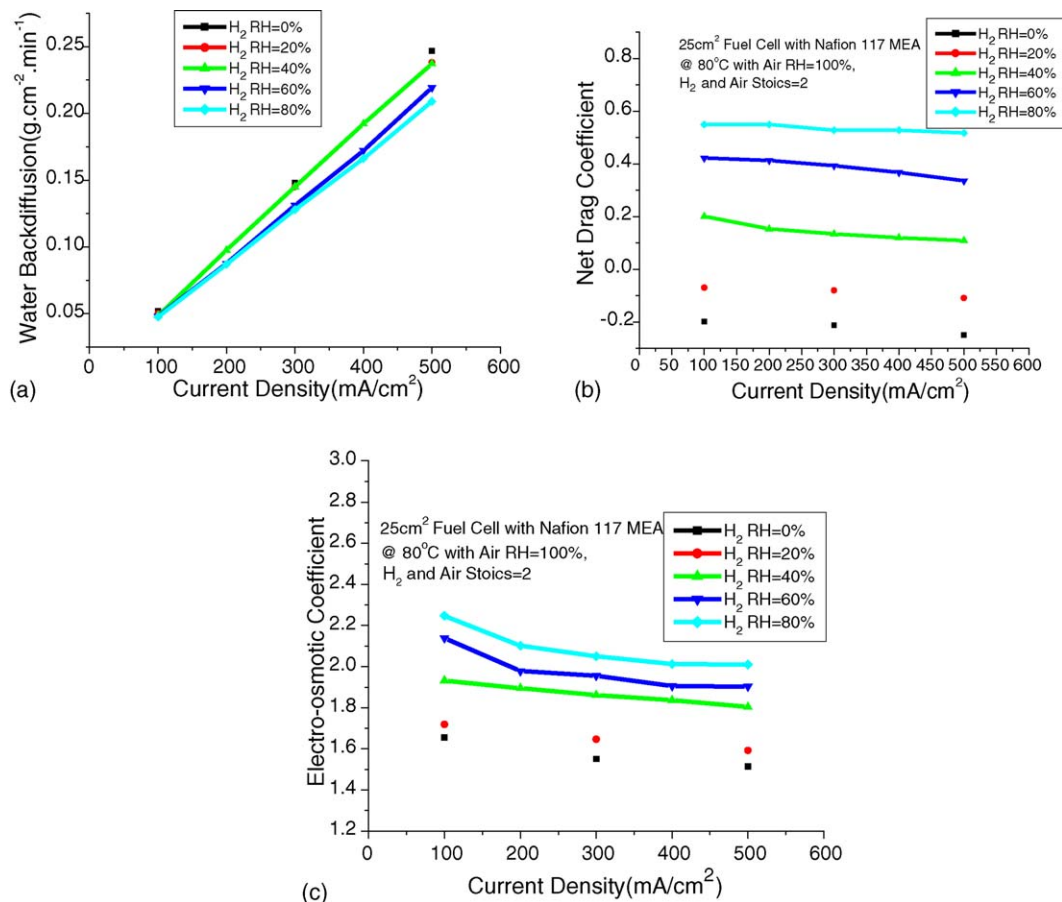 H₂ RH=0%
H₂ RH=20%
H₂ RH=40%
H₂ RH=60%
H₂ RH=80%
0.25
0.20
0.15
0.10
0.05
Water Backdiffusion(g.cm⁻².min⁻¹)
0 100 200 300 400 500 600
Current Density(mA/cm²)
(a)
25cm² Fuel Cell with Nafion 117 MEA
@ 80°C with Air RH=100%,
H₂ and Air Stoics=2
H₂ RH=0%
H₂ RH=20%
H₂ RH=40%
H₂ RH=60%
H₂ RH=80%
0.8
0.6
0.4
0.2
0.0
-0.2
Net Drag Coefficient
0 50 100 150 200 250 300 350 400 450 500 550 600
Current Density(mA/cm²)
(b)
25cm² Fuel Cell with Nafion 117 MEA
@ 80°C with Air RH=100%,
H₂ and Air Stoics=2
H₂ RH=0%
H₂ RH=20%
H₂ RH=40%
H₂ RH=60%
H₂ RH=80%
3.0
2.8
2.6
2.4
2.2
2.0
1.8
1.6
1.4
1.2
Electro-osmotic Coefficient
0 100 200 300 400 500 600
Current Density(mA/cm²)
(c)